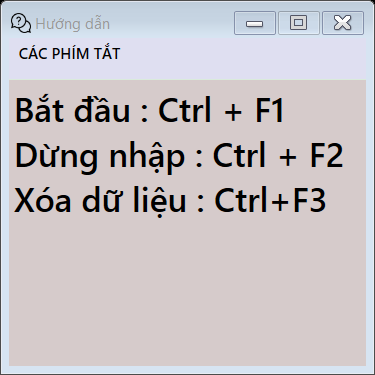 Hướng dẫn
CÁC PHÍM TẮT
Bắt đầu : Ctrl + F1
Dừng nhập : Ctrl + F2
Xóa dữ liệu : Ctrl+F3